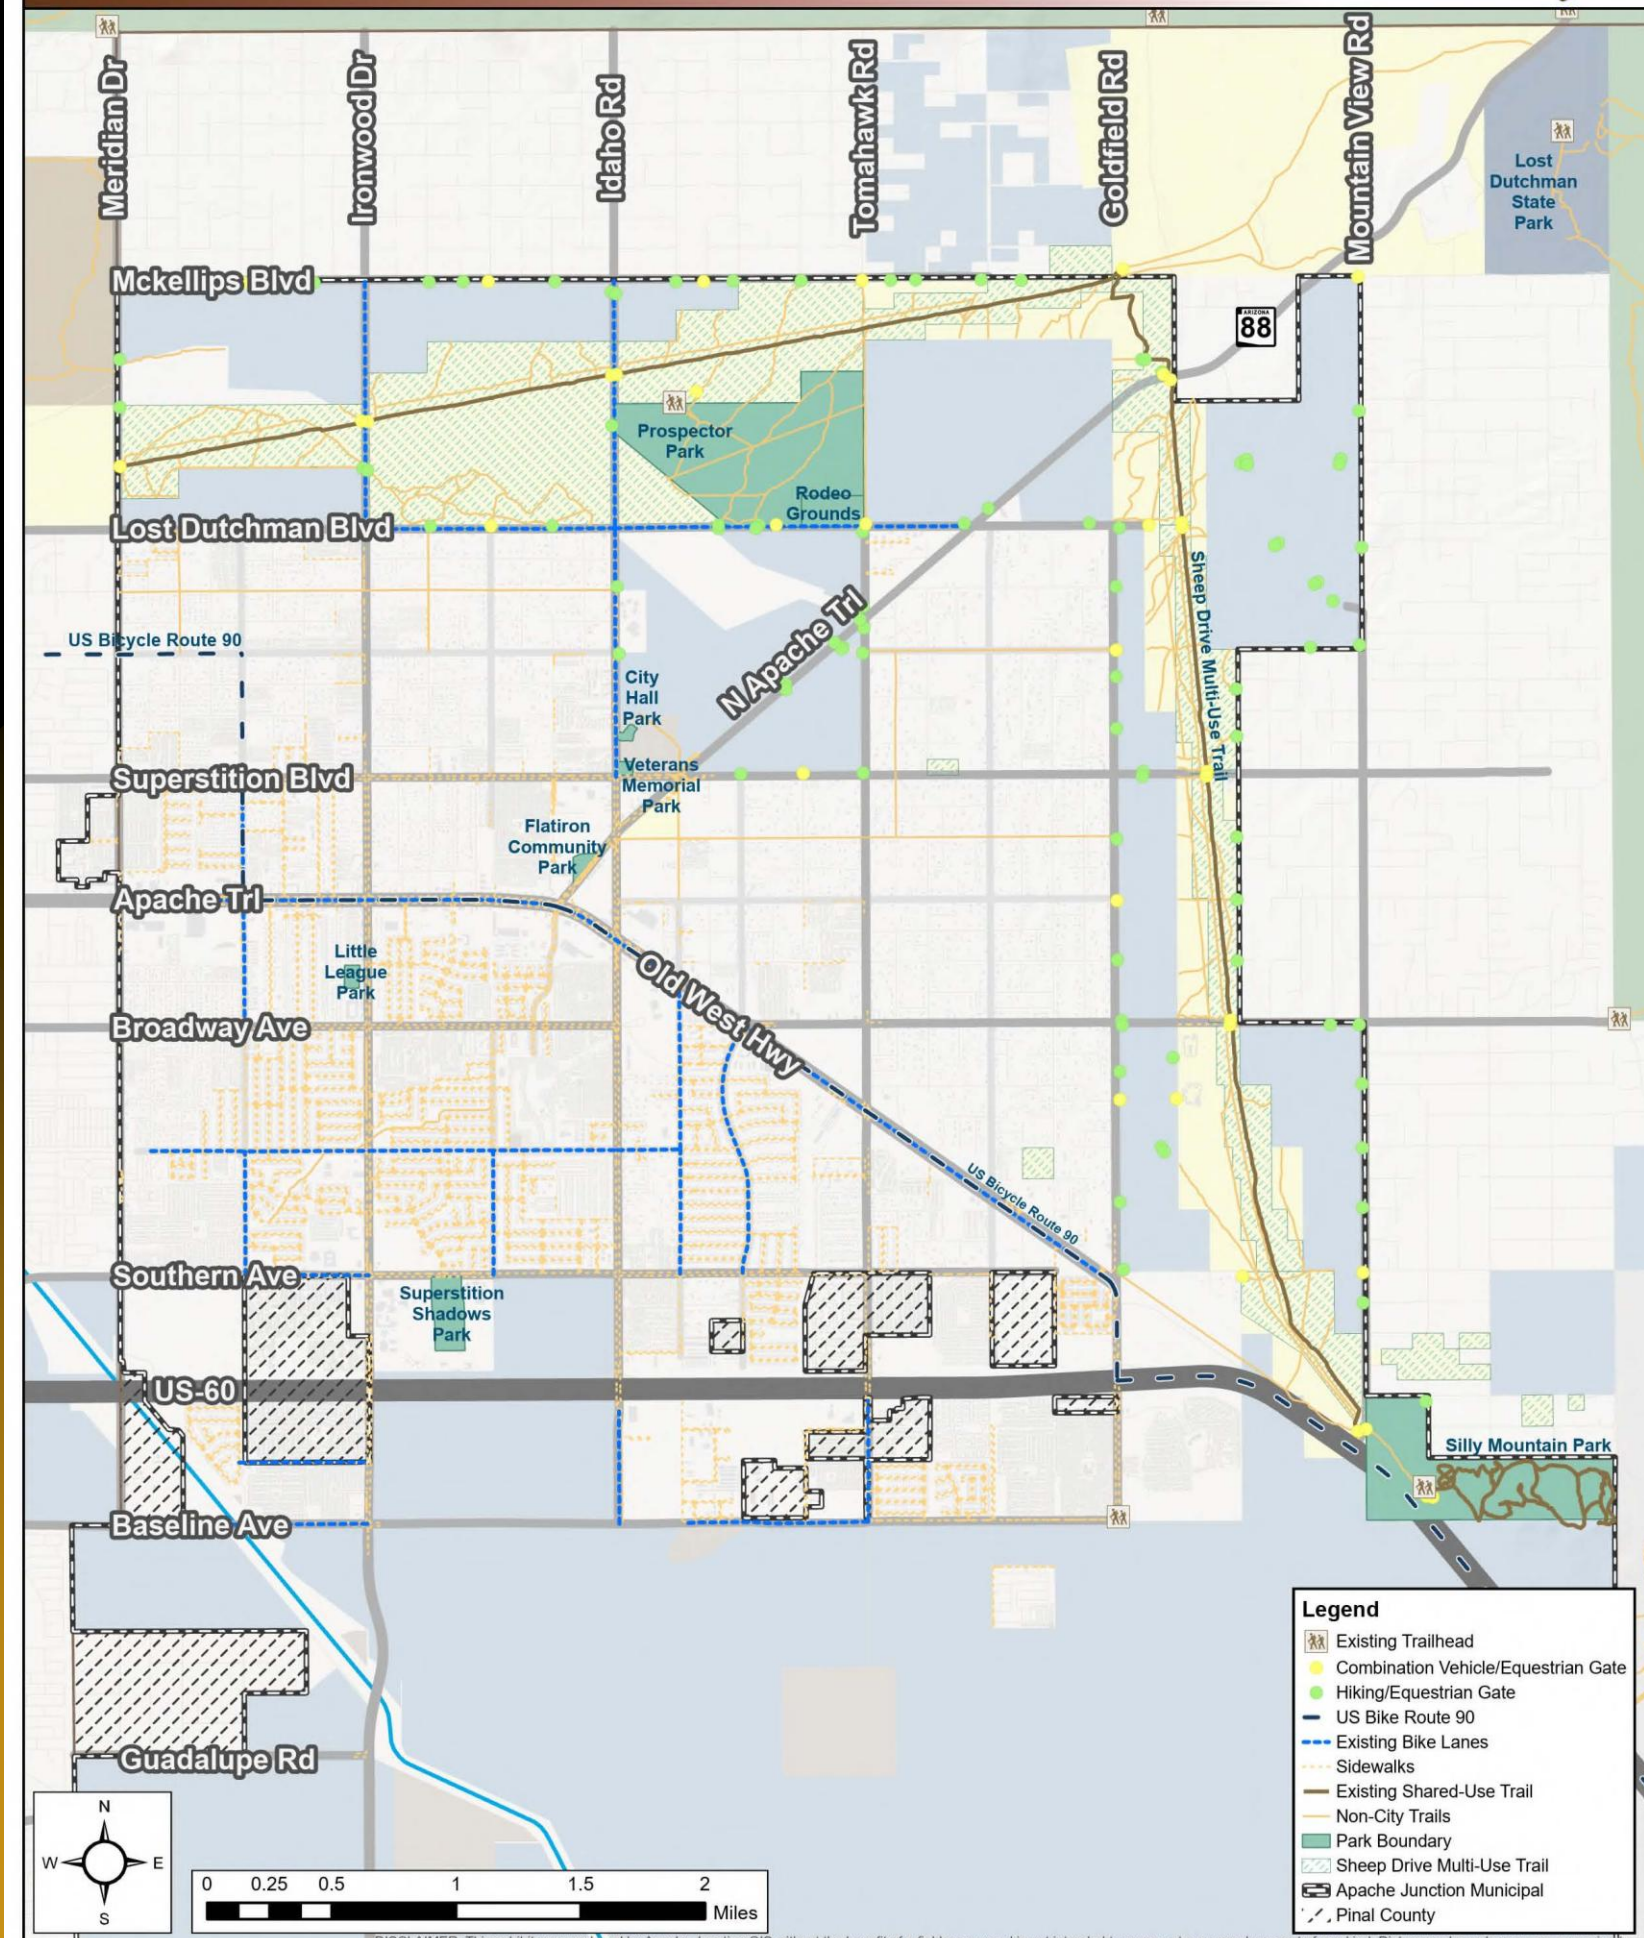 Meridian Dr
Ironwood Dr
Idaho Rd
Tomahawk Rd
Goldfield Rd
Mountain View Rd
Lost
Dutchman
State
Park
Mckellips Blvd
ARIZONA
88
Prospector
Park
Rodeo
Grounds
Lost Dutchman Blvd
Sheep Drive Multi-Use Trail
N Apache Trl
US Bicycle Route 90
City
Hall
Park
Superstition Blvd
Veterans
Memorial
Park
Flatiron
Community
Park
Apache Trl
Little
League
Park
Old West Hwy
Broadway Ave
US Bicycle Route 90
Southern Ave
Superstition
Shadows
Park
US-60
Silly Mountain Park
Baseline Ave
Guadalupe Rd
Legend
Existing Trailhead
Combination Vehicle/Equestrian Gate
Hiking/Equestrian Gate
US Bike Route 90
Existing Bike Lanes
Sidewalks
Existing Shared-Use Trail
Non-City Trails
Park Boundary
Sheep Drive Multi-Use Trail
Apache Junction Municipal
Pinal County
N
W E
S
0 0.25 0.5 1 1.5 2
Miles